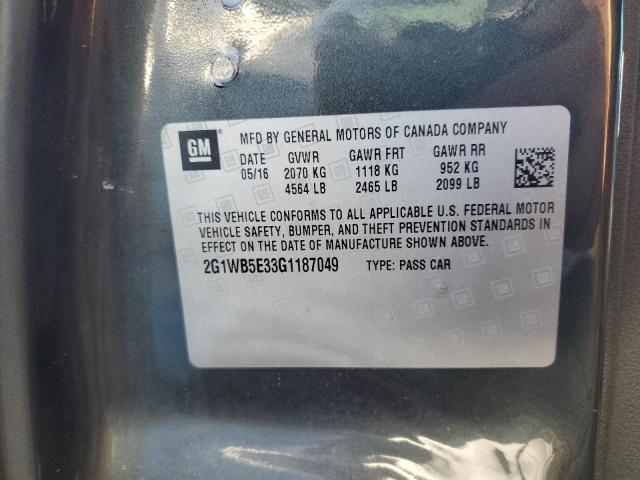 GM MFD BY GENERAL MOTORS OF CANADA COMPANY
DATE GVWR GAWR FRT GAWR RR
05/16 2070 KG 1118 KG 952 KG
4564 LB 2465 LB 2099 LB
THIS VEHICLE CONFORMS TO ALL APPLICABLE U.S. FEDERAL MOTOR
VEHICLE SAFETY, BUMPER, AND THEFT PREVENTION STANDARDS IN
EFFECT ON THE DATE OF MANUFACTURE SHOWN ABOVE.
2G1WB5E33G1187049 TYPE: PASS CAR